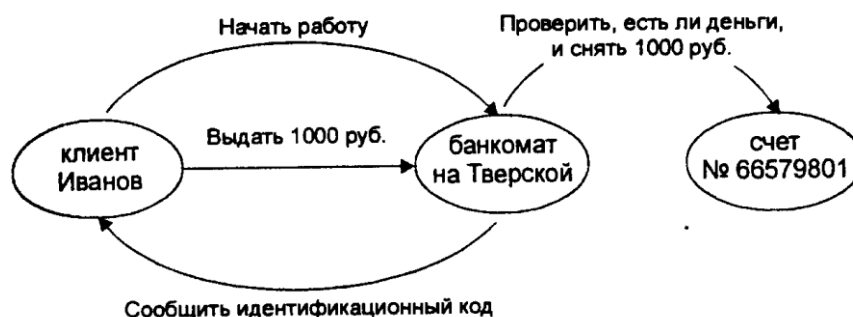 Начать работу
Проверить, есть ли деньги,
и снять 1000 руб.
клиент
Иванов
Выдать 1000 руб.
банкомат
на Тверской
счет
№ 66579801
Сообщить идентификационный код